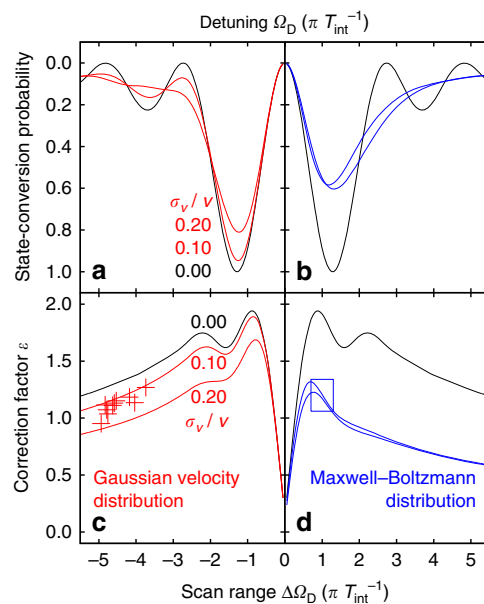 Detuning Ω_D (π T_int^−1)
State-conversion probability
0.0
0.2
0.4
0.6
0.8
1.0
σ_v / v
0.20
0.10
0.00
a
b
Correction factor ε
2.0
1.5
1.0
0.5
0.0
0.00
0.10
0.20
σ_v / v
Gaussian velocity
distribution
c
Maxwell–Boltzmann
distribution
d
−5 −4 −3 −2 −1 0 1 2 3 4 5
Scan range ΔΩ_D (π T_int^−1)